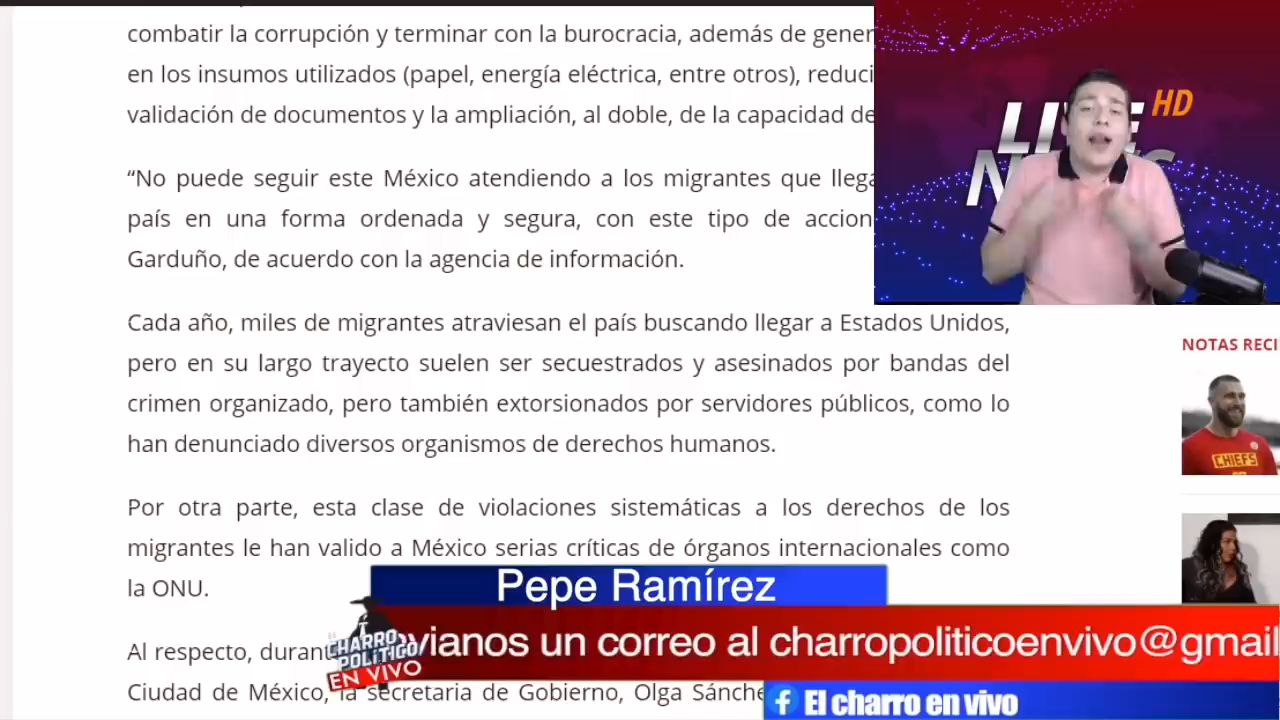 combatir la corrupción y terminar con la burocracia, además de gener
en los insumos utilizados (papel, energía eléctrica, entre otros), reduci
validación de documentos y la ampliación, al doble, de la capacidad de
“No puede seguir este México atendiendo a los migrantes que llega
país en una forma ordenada y segura, con este tipo de accion
Garduño, de acuerdo con la agencia de información.
Cada año, miles de migrantes atraviesan el país buscando llegar a Estados Unidos,
pero en su largo trayecto suelen ser secuestrados y asesinados por bandas del
crimen organizado, pero también extorsionados por servidores públicos, como lo
han denunciado diversos organismos de derechos humanos.
Por otra parte, esta clase de violaciones sistemáticas a los derechos de los
migrantes le han valido a México serias críticas de órganos internacionales como
la ONU.
Al respecto, durant
Ciudad de México, la secretaria de Gobierno, Olga Sánche
HD
NOTAS RECI
CHIEFS
Pepe Ramírez
vianos un correo al charropoliticoenvivo@gmail
CHARRO
POLÍTICO
EN VIVO
El charro en vivo